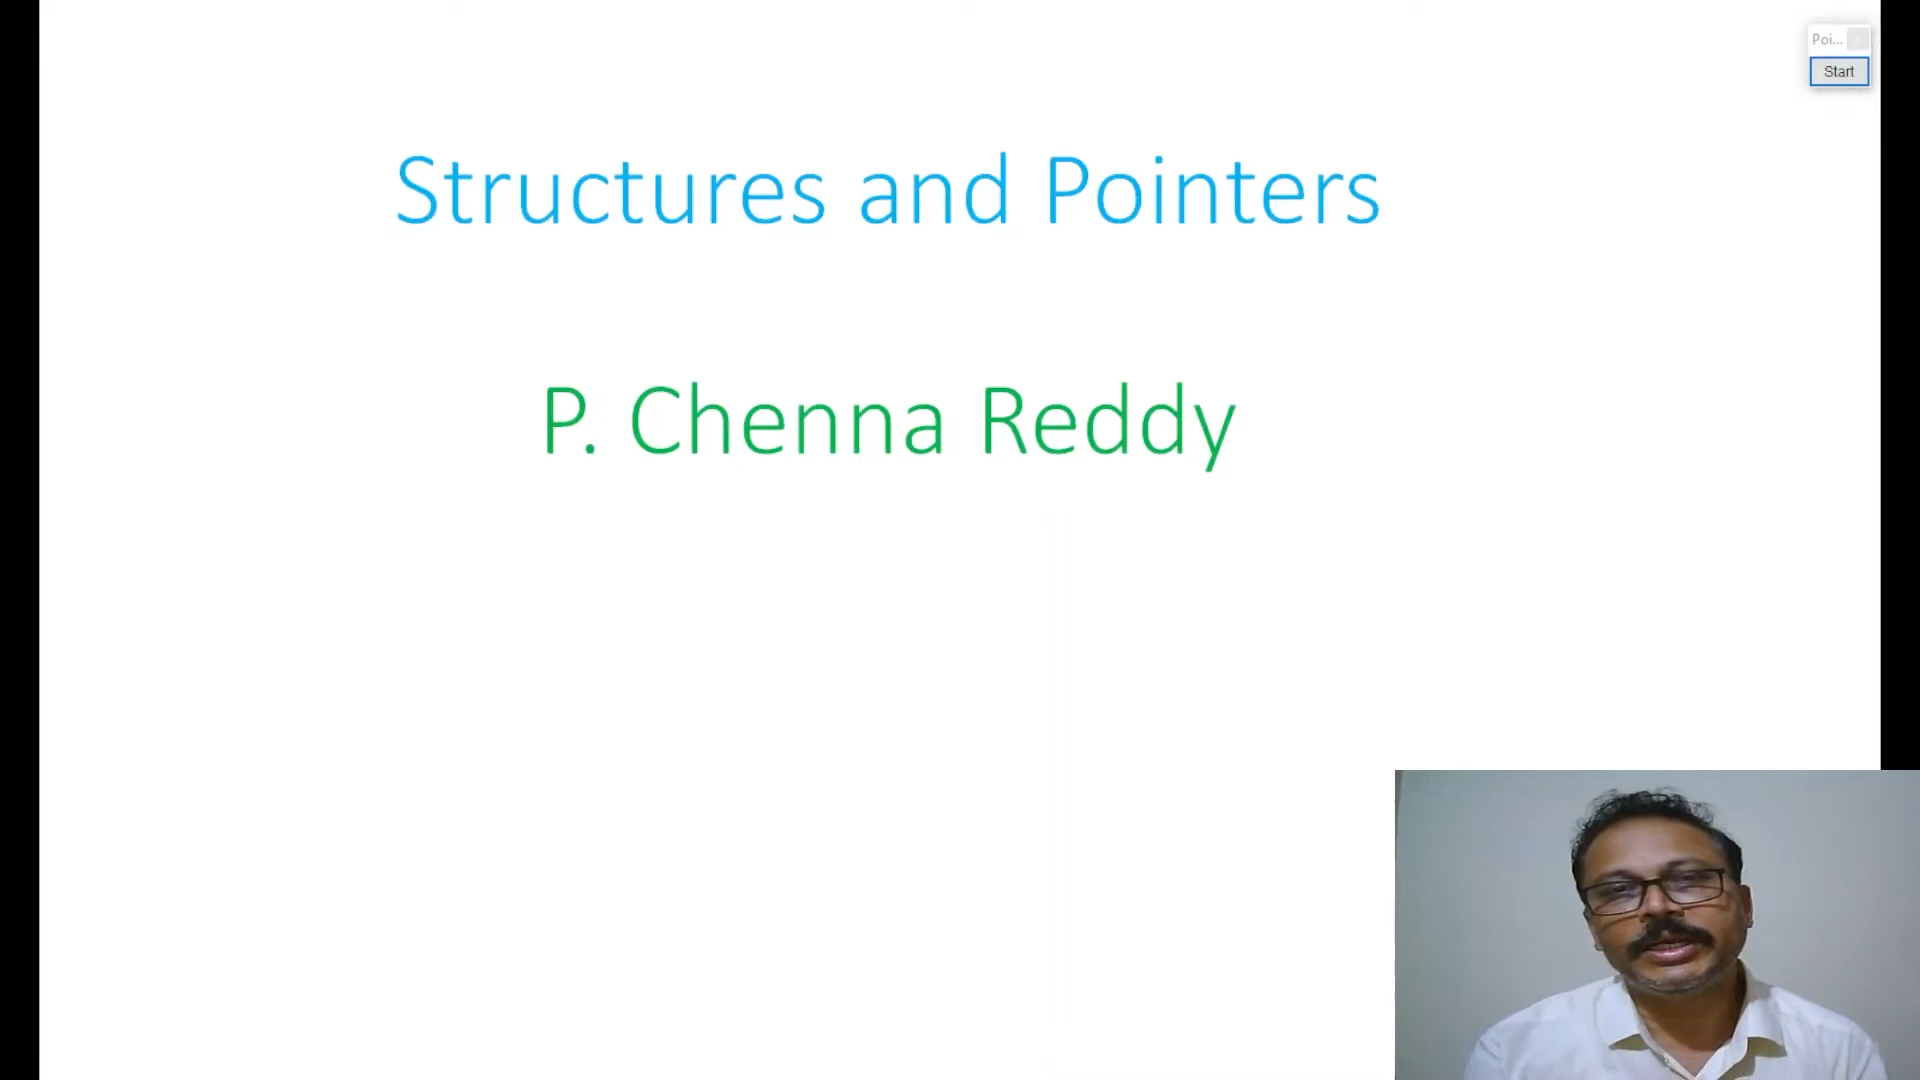 Poi...
Start
Structures and Pointers
P. Chenna Reddy